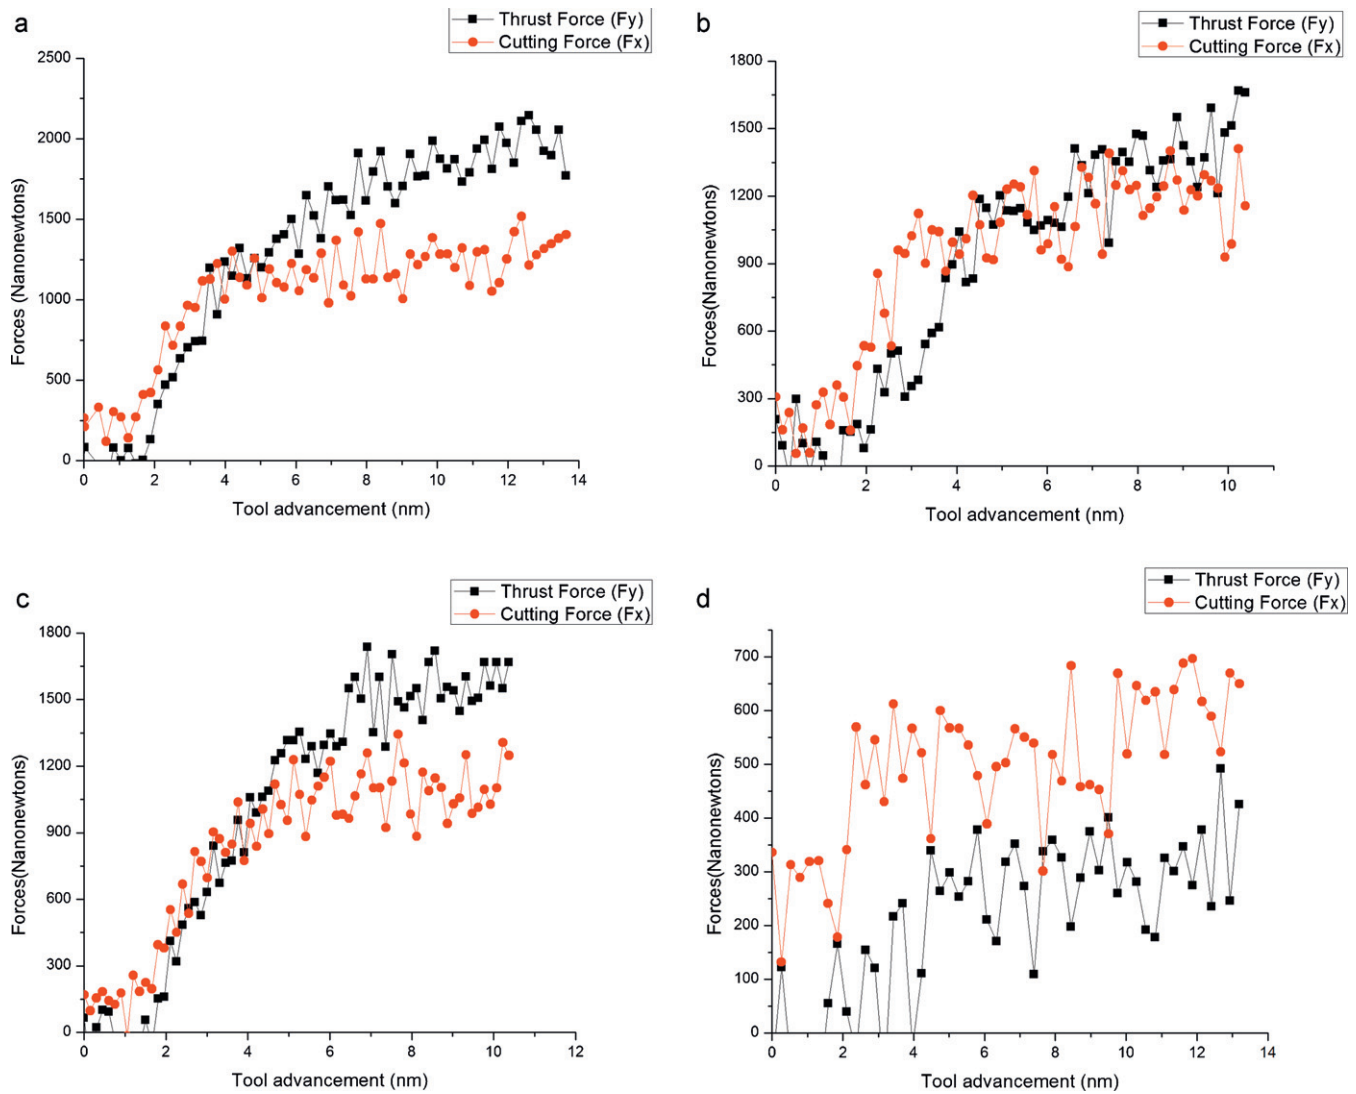 a
Thrust Force (Fy)
Cutting Force (Fx)
2500
2000
1500
1000
500
0
Forces (Nanonewtons)
0 2 4 6 8 10 12 14
Tool advancement (nm)
b
Thrust Force (Fy)
Cutting Force (Fx)
1800
1500
1200
900
600
300
0
Forces(Nanonewtons)
0 2 4 6 8 10
Tool advancement (nm)
c
Thrust Force (Fy)
Cutting Force (Fx)
1800
1500
1200
900
600
300
0
Forces(Nanonewtons)
0 2 4 6 8 10 12
Tool advancement (nm)
d
Thrust Force (Fy)
Cutting Force (Fx)
700
600
500
400
300
200
100
0
Forces(Nanonewtons)
0 2 4 6 8 10 12 14
Tool advancement (nm)